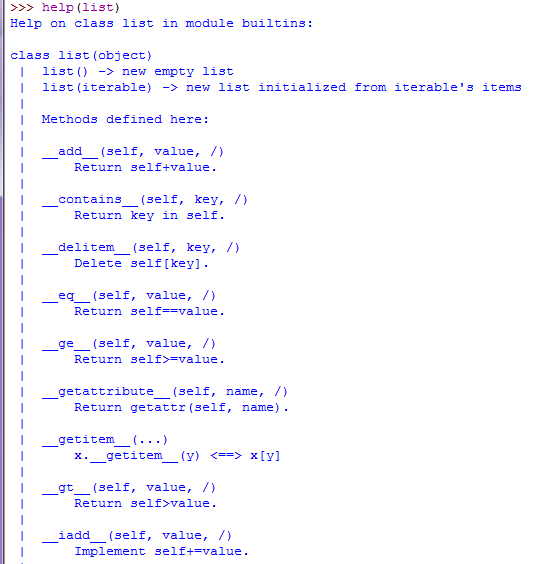 >>> help(list)
Help on class list in module builtins:

class list(object)
 |  list() -> new empty list
 |  list(iterable) -> new list initialized from iterable's items
 |
 |  Methods defined here:
 |
 |  __add__(self, value, /)
 |      Return self+value.
 |
 |  __contains__(self, key, /)
 |      Return key in self.
 |
 |  __delitem__(self, key, /)
 |      Delete self[key].
 |
 |  __eq__(self, value, /)
 |      Return self==value.
 |
 |  __ge__(self, value, /)
 |      Return self>=value.
 |
 |  __getattribute__(self, name, /)
 |      Return getattr(self, name).
 |
 |  __getitem__(...)
 |      x.__getitem__(y) <==> x[y]
 |
 |  __gt__(self, value, /)
 |      Return self>value.
 |
 |  __iadd__(self, value, /)
 |      Implement self+=value.
 |